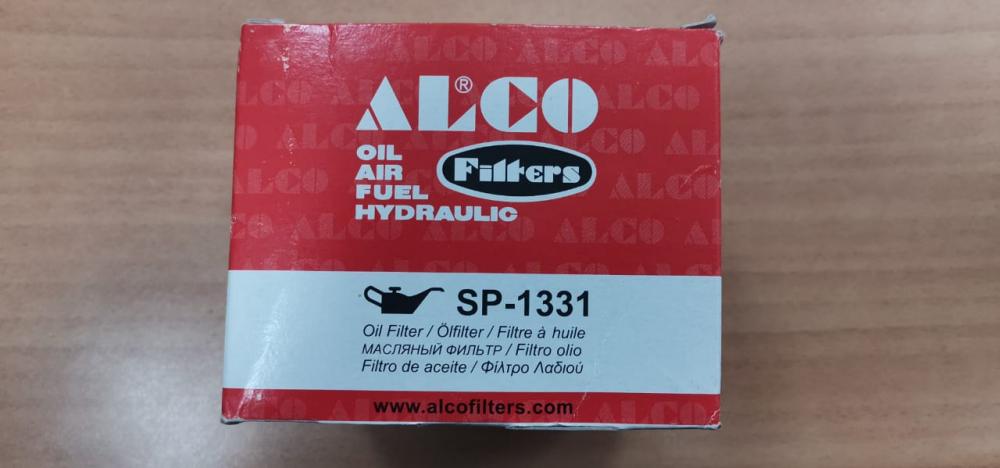 ALCO®
OIL
AIR
FUEL
HYDRAULIC
Filters
SP-1331
Oil Filter / Ölfilter / Filtre à huile
МАСЛЯНЫЙ ФИЛЬТР / Filtro olio
Filtro de aceite / Φίλτρο Λαδιού
www.alcofilters.com